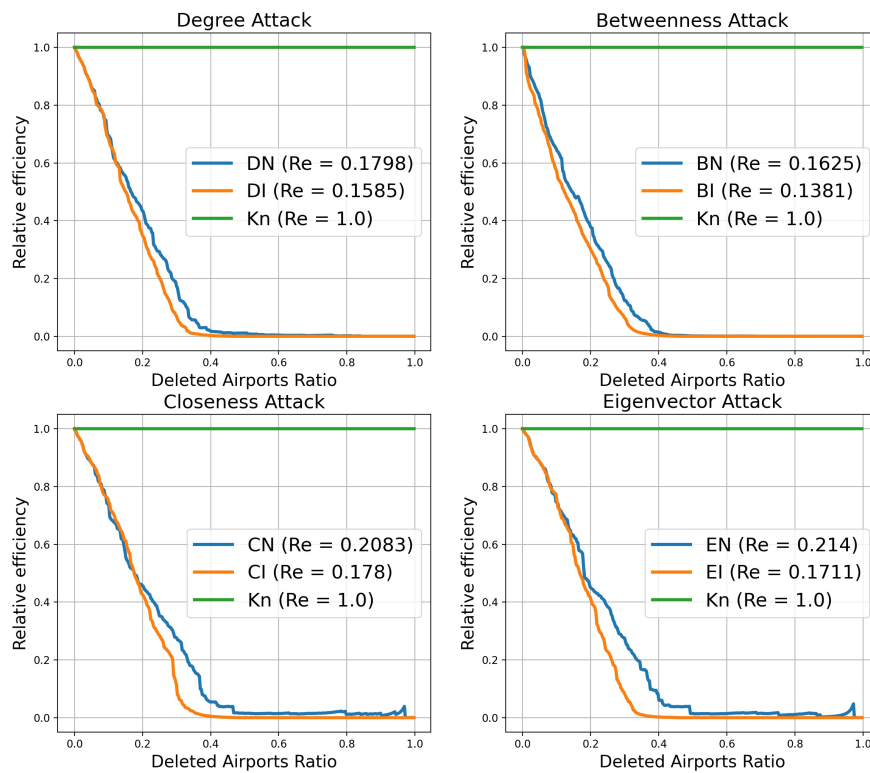 Degree Attack
1.0
0.8
0.6
0.4
0.2
0.0
Relative efficiency
DN (Re = 0.1798)
DI (Re = 0.1585)
Kn (Re = 1.0)
0.0 0.2 0.4 0.6 0.8 1.0
Deleted Airports Ratio
Betweenness Attack
1.0
0.8
0.6
0.4
0.2
0.0
Relative efficiency
BN (Re = 0.1625)
BI (Re = 0.1381)
Kn (Re = 1.0)
0.0 0.2 0.4 0.6 0.8 1.0
Deleted Airports Ratio
Closeness Attack
1.0
0.8
0.6
0.4
0.2
0.0
Relative efficiency
CN (Re = 0.2083)
CI (Re = 0.178)
Kn (Re = 1.0)
0.0 0.2 0.4 0.6 0.8 1.0
Deleted Airports Ratio
Eigenvector Attack
1.0
0.8
0.6
0.4
0.2
0.0
Relative efficiency
EN (Re = 0.214)
EI (Re = 0.1711)
Kn (Re = 1.0)
0.0 0.2 0.4 0.6 0.8 1.0
Deleted Airports Ratio